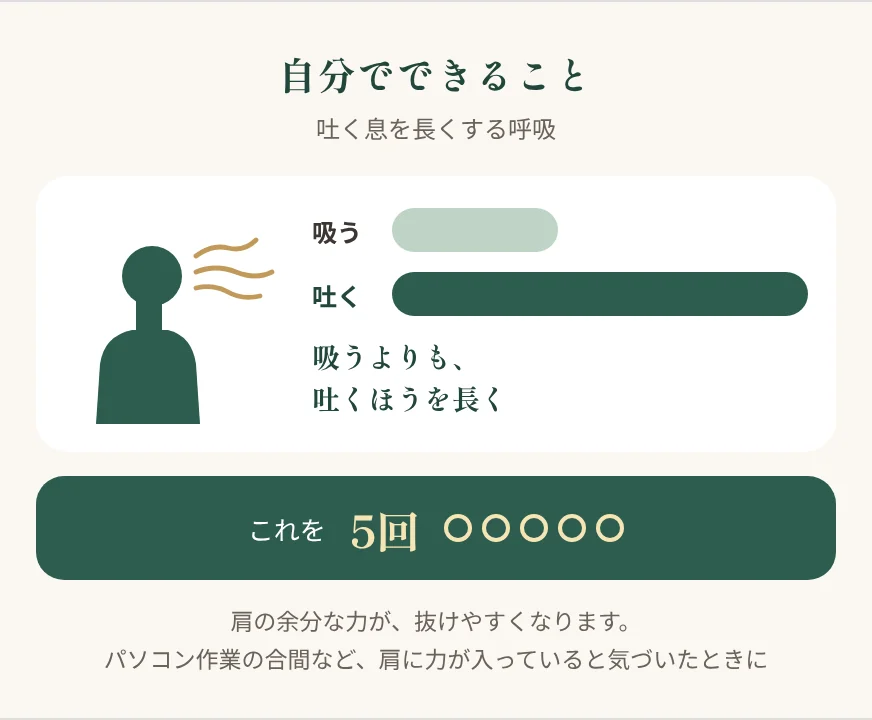 自分でできること
吐く息を長くする呼吸
吸う
吐く
吸うよりも、
吐くほうを長く
これを 5回
肩の余分な力が、抜けやすくなります。
パソコン作業の合間など、肩に力が入っていると気づいたときに